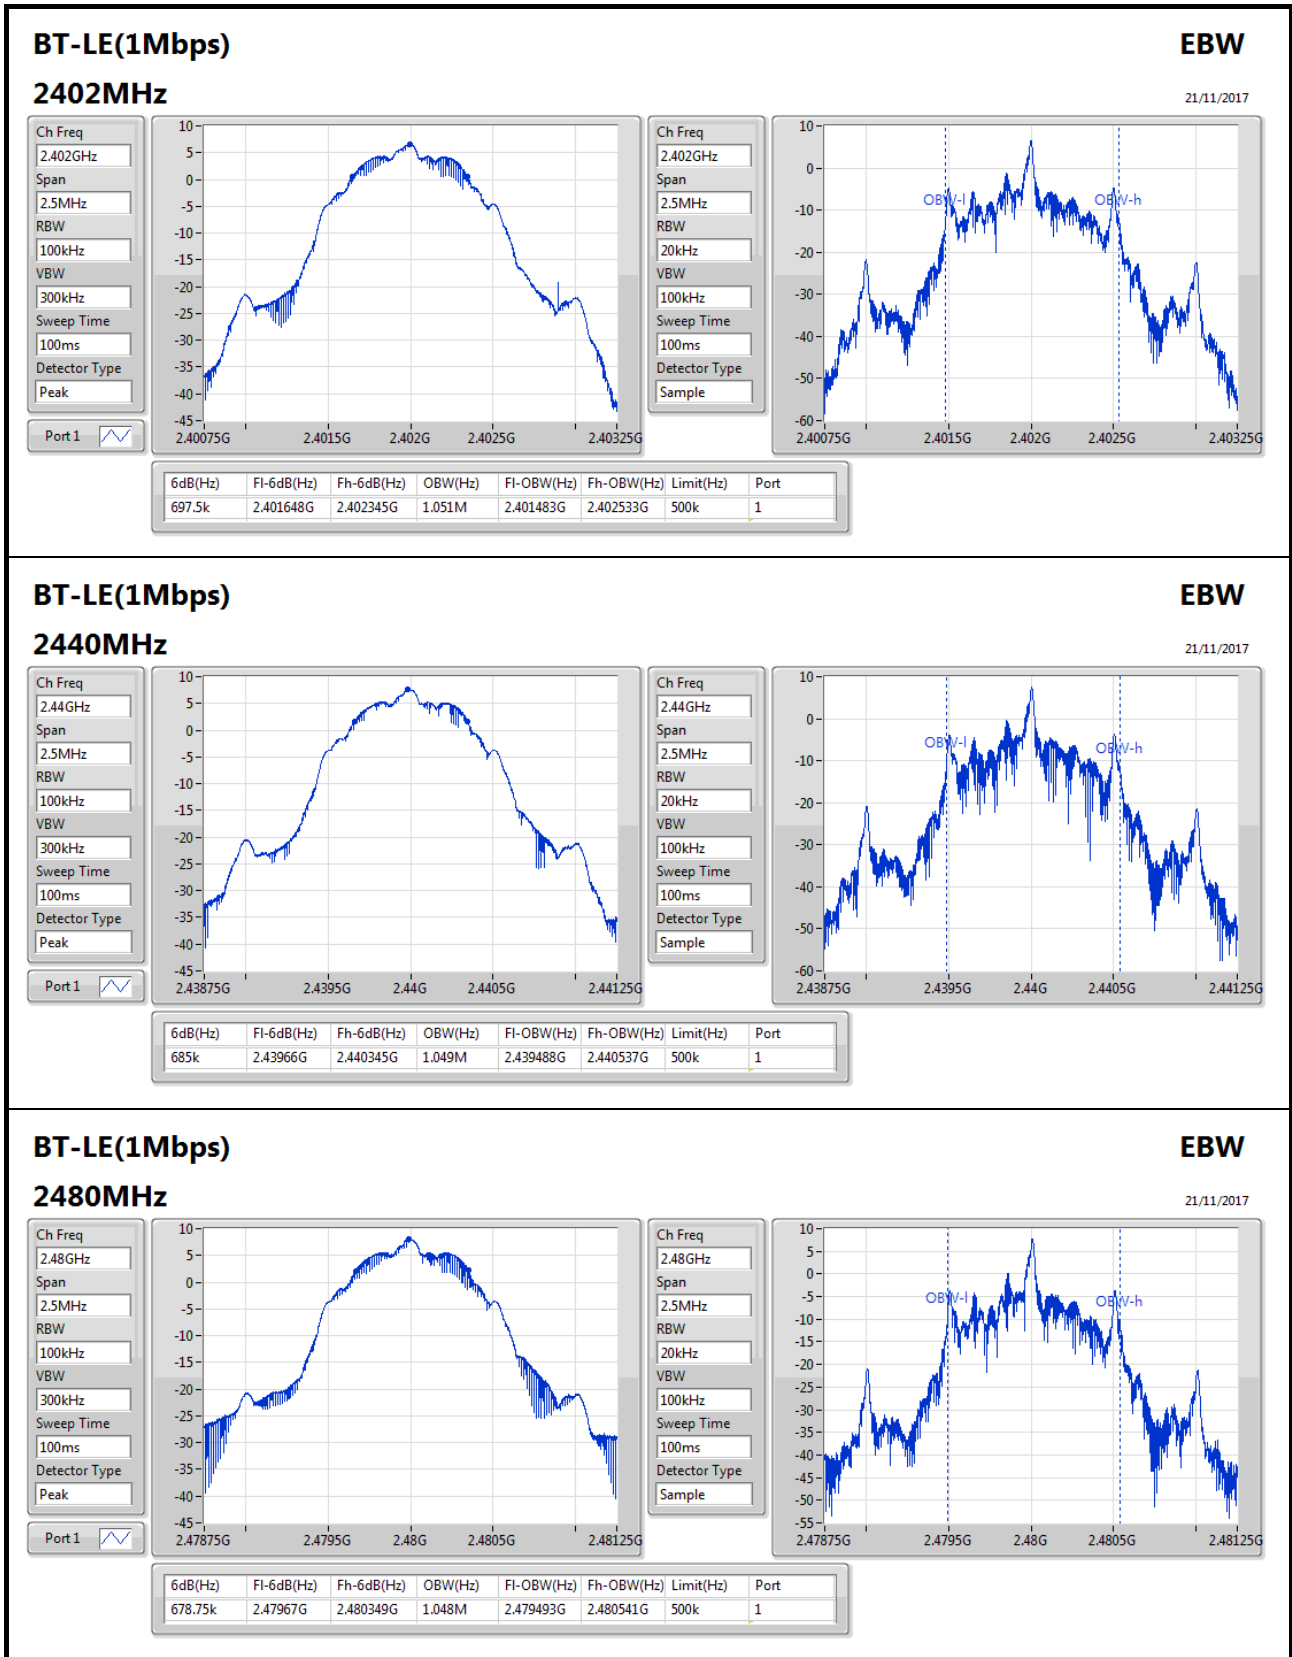 BT-LE(1Mbps) EBW
2402MHz 21/11/2017
Ch Freq
2.402GHz
Span
2.5MHz
RBW
100kHz
VBW
300kHz
Sweep Time
100ms
Detector Type
Peak
Port 1
10
5
0
-5
-10
-15
-20
-25
-30
-35
-40
-45
2.40075G 2.4015G 2.402G 2.4025G 2.40325G
Ch Freq
2.402GHz
Span
2.5MHz
RBW
20kHz
VBW
100kHz
Sweep Time
100ms
Detector Type
Sample
10
0
-10
-20
-30
-40
-50
-60
OBW-l OBW-h
2.40075G 2.4015G 2.402G 2.4025G 2.40325G
6dB(Hz) Fl-6dB(Hz) Fh-6dB(Hz) OBW(Hz) Fl-OBW(Hz) Fh-OBW(Hz) Limit(Hz) Port
697.5k 2.401648G 2.402345G 1.051M 2.401483G 2.402533G 500k 1
BT-LE(1Mbps) EBW
2440MHz 21/11/2017
Ch Freq
2.44GHz
Span
2.5MHz
RBW
100kHz
VBW
300kHz
Sweep Time
100ms
Detector Type
Peak
Port 1
10
5
0
-5
-10
-15
-20
-25
-30
-35
-40
-45
2.43875G 2.4395G 2.44G 2.4405G 2.44125G
Ch Freq
2.44GHz
Span
2.5MHz
RBW
20kHz
VBW
100kHz
Sweep Time
100ms
Detector Type
Sample
10
0
-10
-20
-30
-40
-50
-60
OBW-l OBW-h
2.43875G 2.4395G 2.44G 2.4405G 2.44125G
6dB(Hz) Fl-6dB(Hz) Fh-6dB(Hz) OBW(Hz) Fl-OBW(Hz) Fh-OBW(Hz) Limit(Hz) Port
685k 2.43966G 2.440345G 1.049M 2.439488G 2.440537G 500k 1
BT-LE(1Mbps) EBW
2480MHz 21/11/2017
Ch Freq
2.48GHz
Span
2.5MHz
RBW
100kHz
VBW
300kHz
Sweep Time
100ms
Detector Type
Peak
Port 1
10
5
0
-5
-10
-15
-20
-25
-30
-35
-40
-45
2.47875G 2.4795G 2.48G 2.4805G 2.48125G
Ch Freq
2.48GHz
Span
2.5MHz
RBW
20kHz
VBW
100kHz
Sweep Time
100ms
Detector Type
Sample
10
5
0
-5
-10
-15
-20
-25
-30
-35
-40
-45
-50
-55
OBW-l OBW-h
2.47875G 2.4795G 2.48G 2.4805G 2.48125G
6dB(Hz) Fl-6dB(Hz) Fh-6dB(Hz) OBW(Hz) Fl-OBW(Hz) Fh-OBW(Hz) Limit(Hz) Port
678.75k 2.47967G 2.480349G 1.048M 2.479493G 2.480541G 500k 1